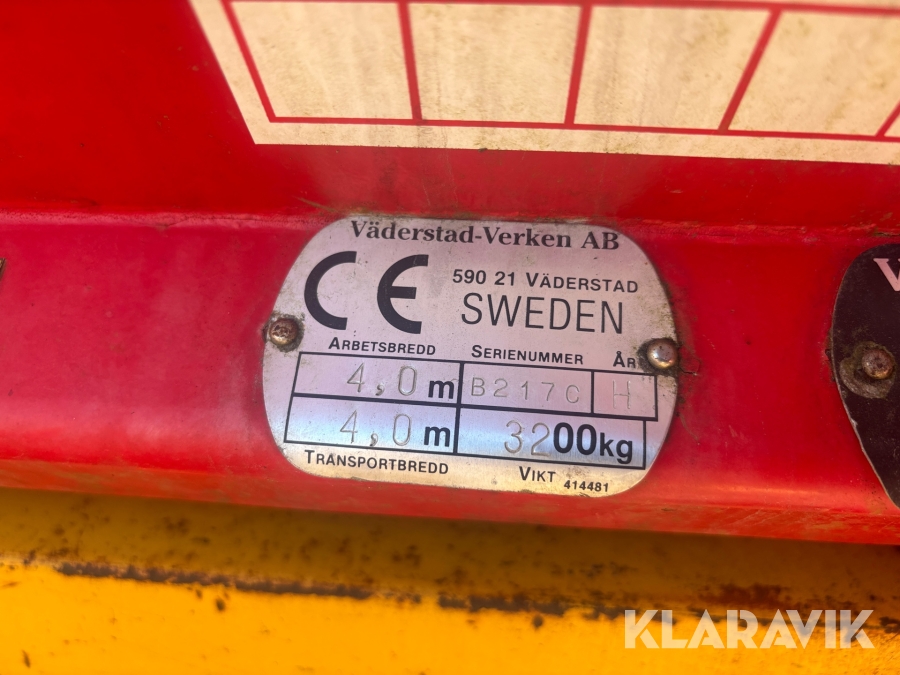 Väderstad-Verken AB
CE
590 21 VÄDERSTAD
SWEDEN
ARBETSBREDD SERIENUMMER ÅR
4,0 m B217C H
4,0 m 3200kg
TRANSPORTBREDD VIKT 414481
V
KLARAVIK